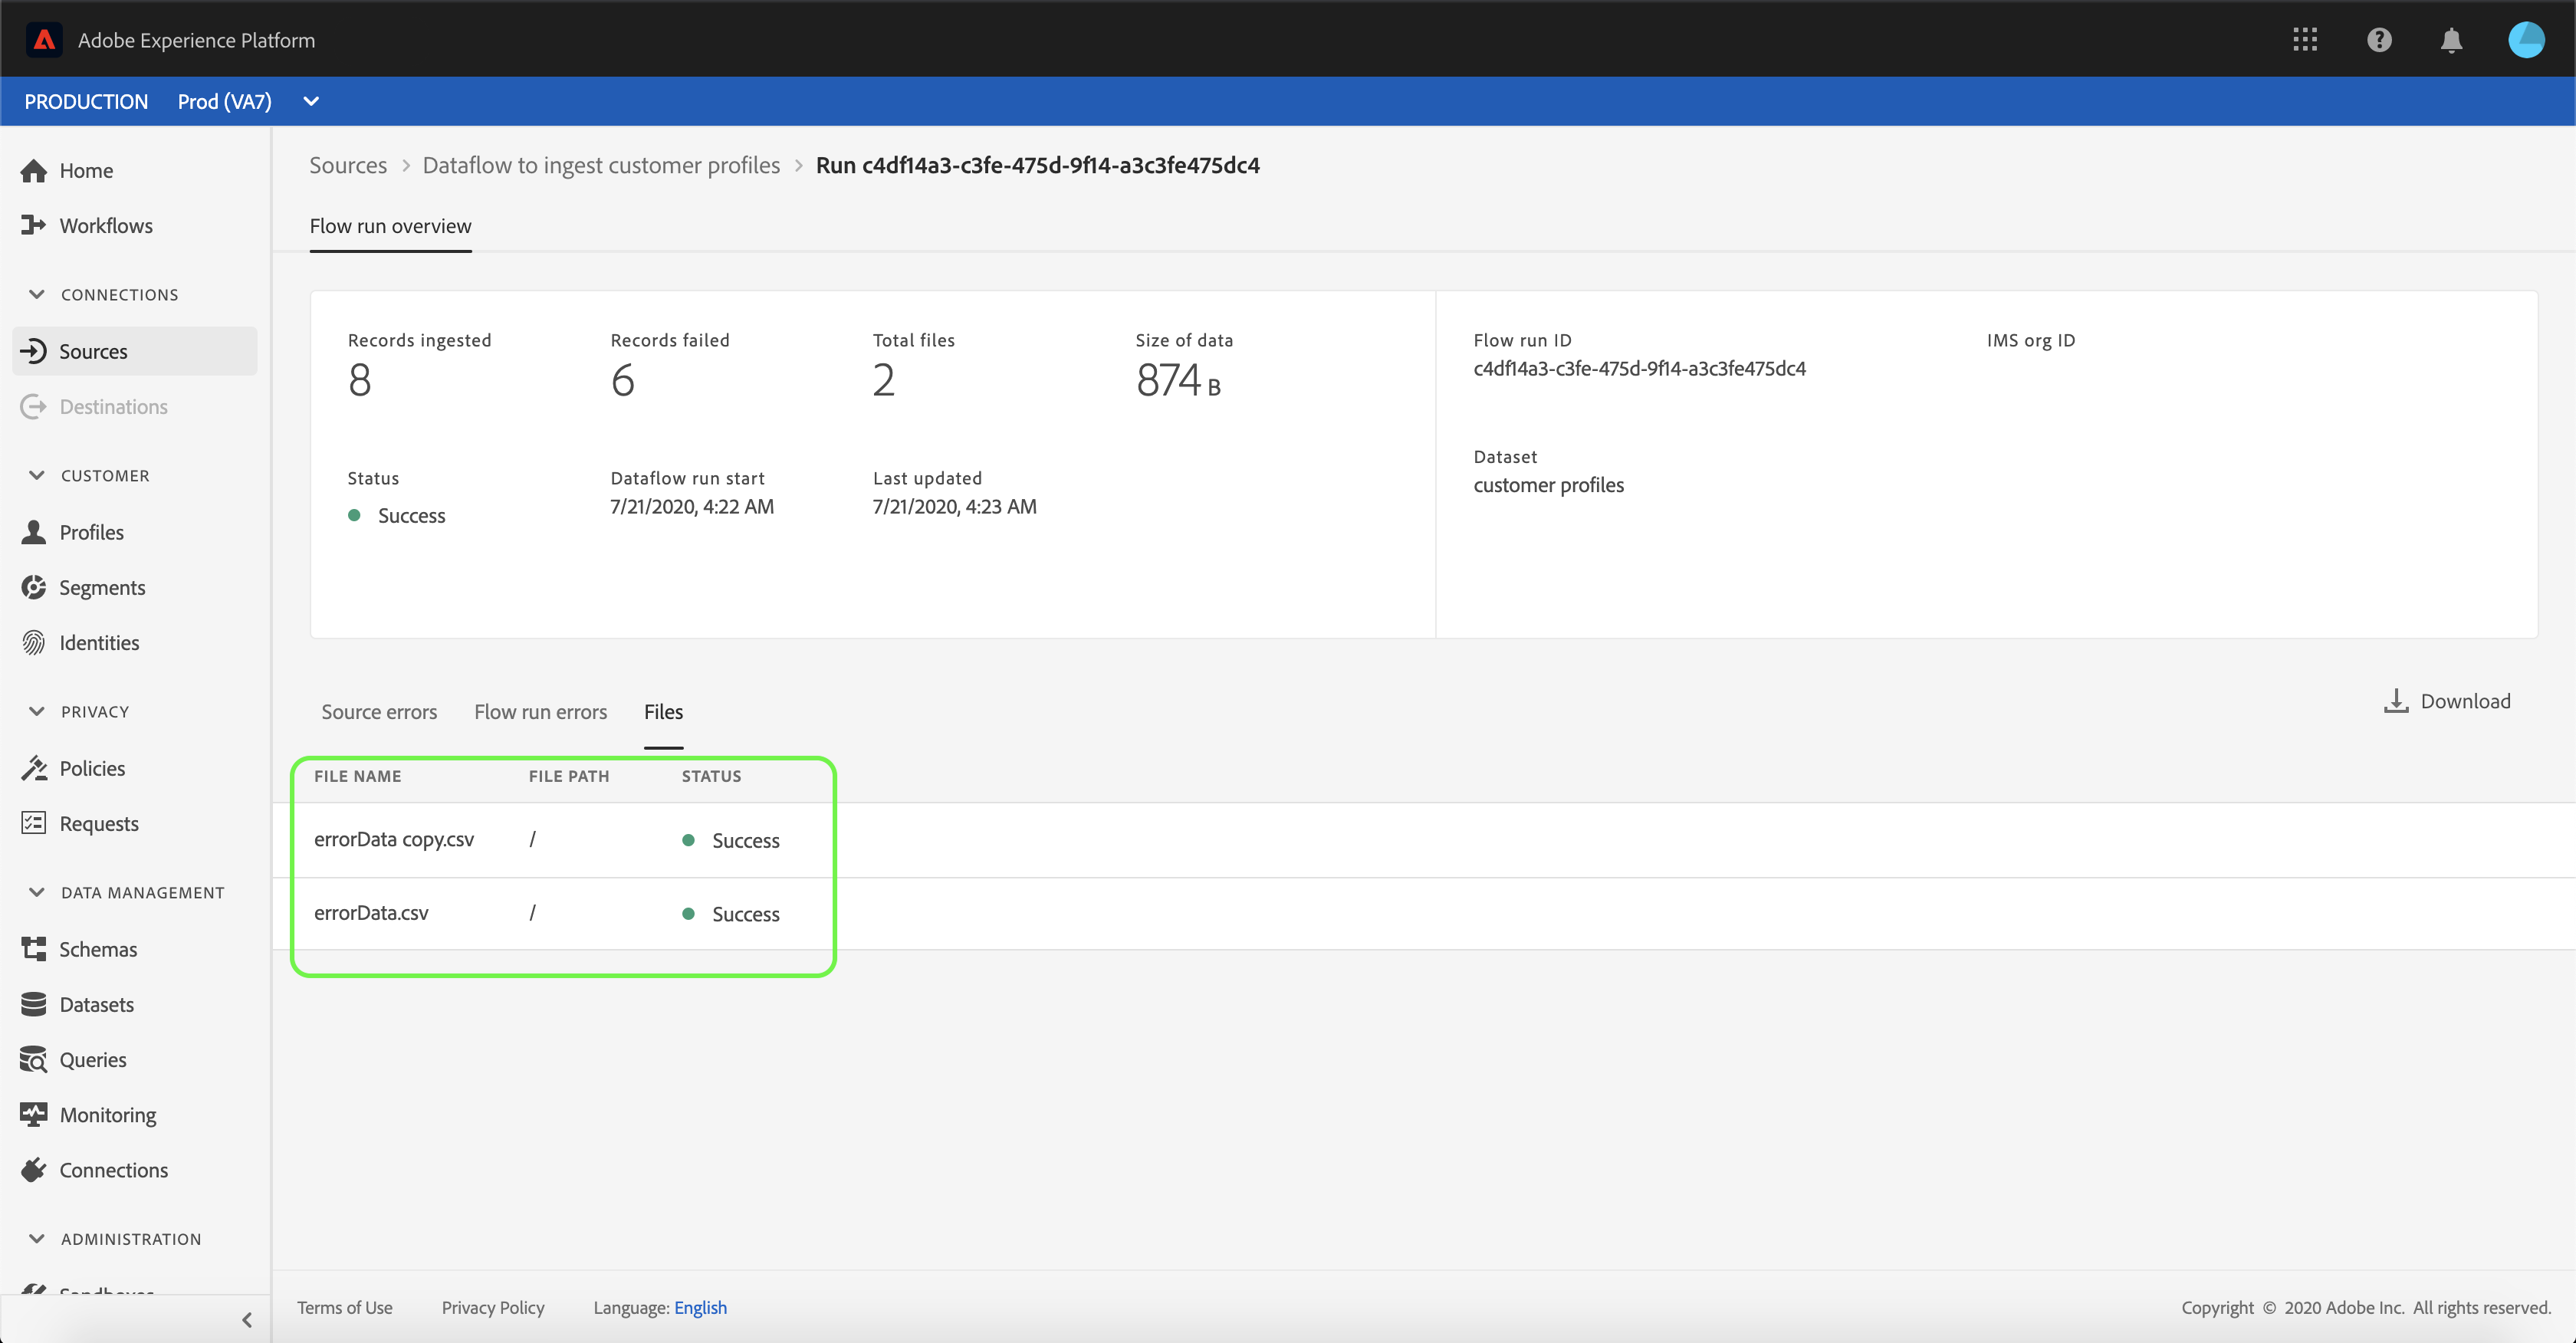 Adobe Experience Platform
PRODUCTION Prod (VA7)
Home
Workflows
CONNECTIONS
Sources
Destinations
CUSTOMER
Profiles
Segments
Identities
PRIVACY
Policies
Requests
DATA MANAGEMENT
Schemas
Datasets
Queries
Monitoring
Connections
ADMINISTRATION
Sources > Dataflow to ingest customer profiles > Run c4df14a3-c3fe-475d-9f14-a3c3fe475dc4
Flow run overview
Records ingested Records failed Total files Size of data
8 6 2 874 B
Status Dataflow run start Last updated
Success 7/21/2020, 4:22 AM 7/21/2020, 4:23 AM
Flow run ID IMS org ID
c4df14a3-c3fe-475d-9f14-a3c3fe475dc4
Dataset
customer profiles
Source errors Flow run errors Files Download
FILE NAME FILE PATH STATUS
errorData copy.csv / Success
errorData.csv / Success
Terms of Use Privacy Policy Language: English Copyright © 2020 Adobe Inc. All rights reserved.